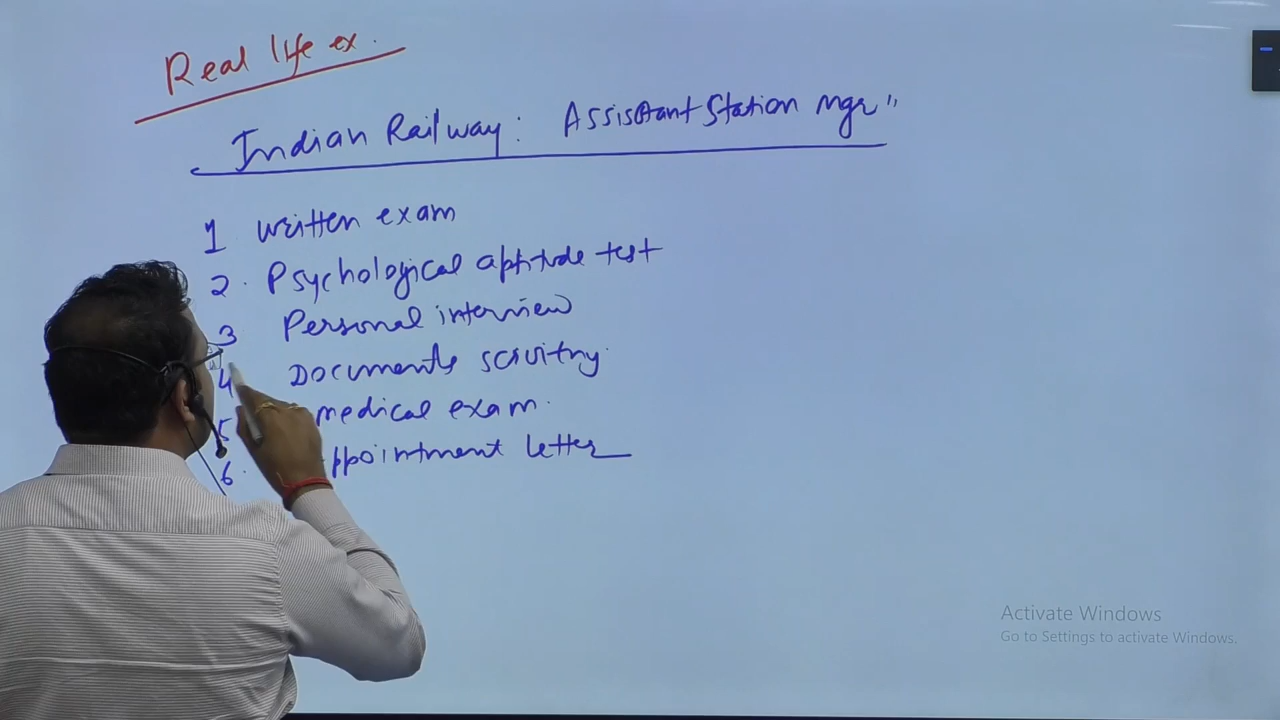 Real life ex.
Indian Railway: Assistant Station Mgr"
1 written exam
2. Psychological aptitude test
3 Personal interview
4 Documents
5 medical exam.
6. ppointment letter
Activate Windows
Go to Settings to activate Windows.